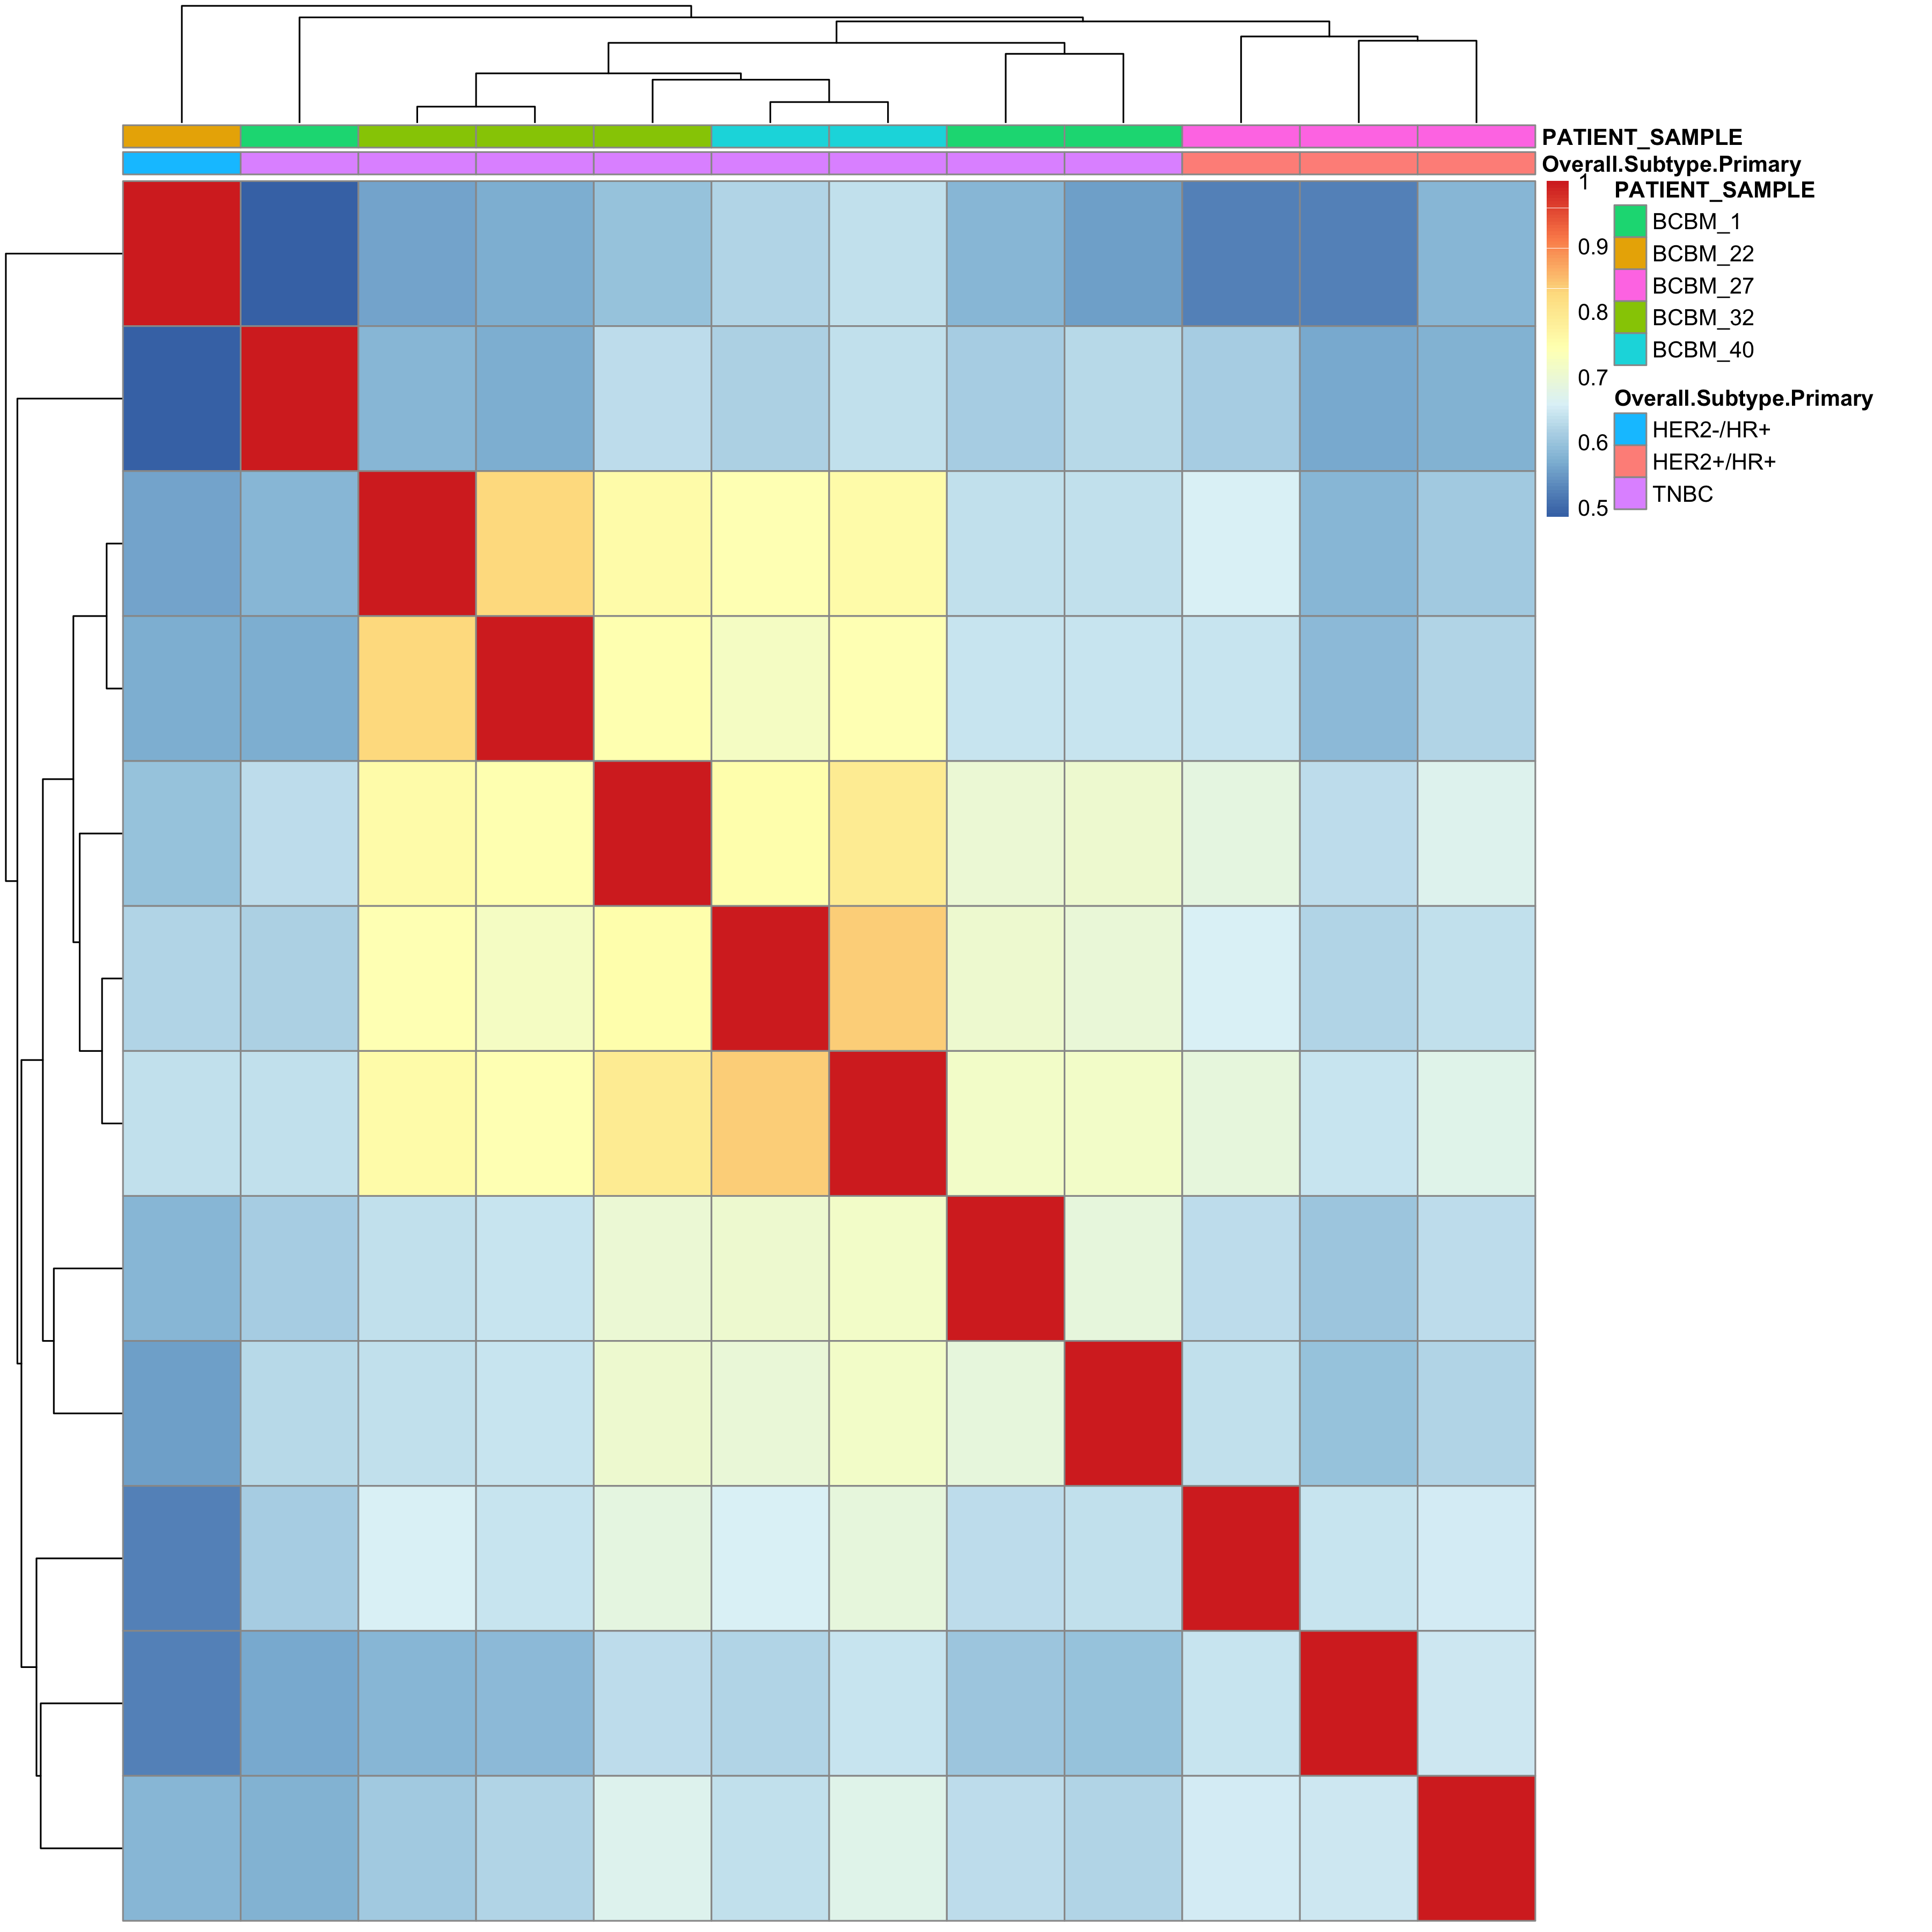 PATIENT_SAMPLE
Overall.Subtype.Primary
1
0.9
0.8
0.7
0.6
0.5
PATIENT_SAMPLE
BCBM_1
BCBM_22
BCBM_27
BCBM_32
BCBM_40
Overall.Subtype.Primary
HER2-/HR+
HER2+/HR+
TNBC